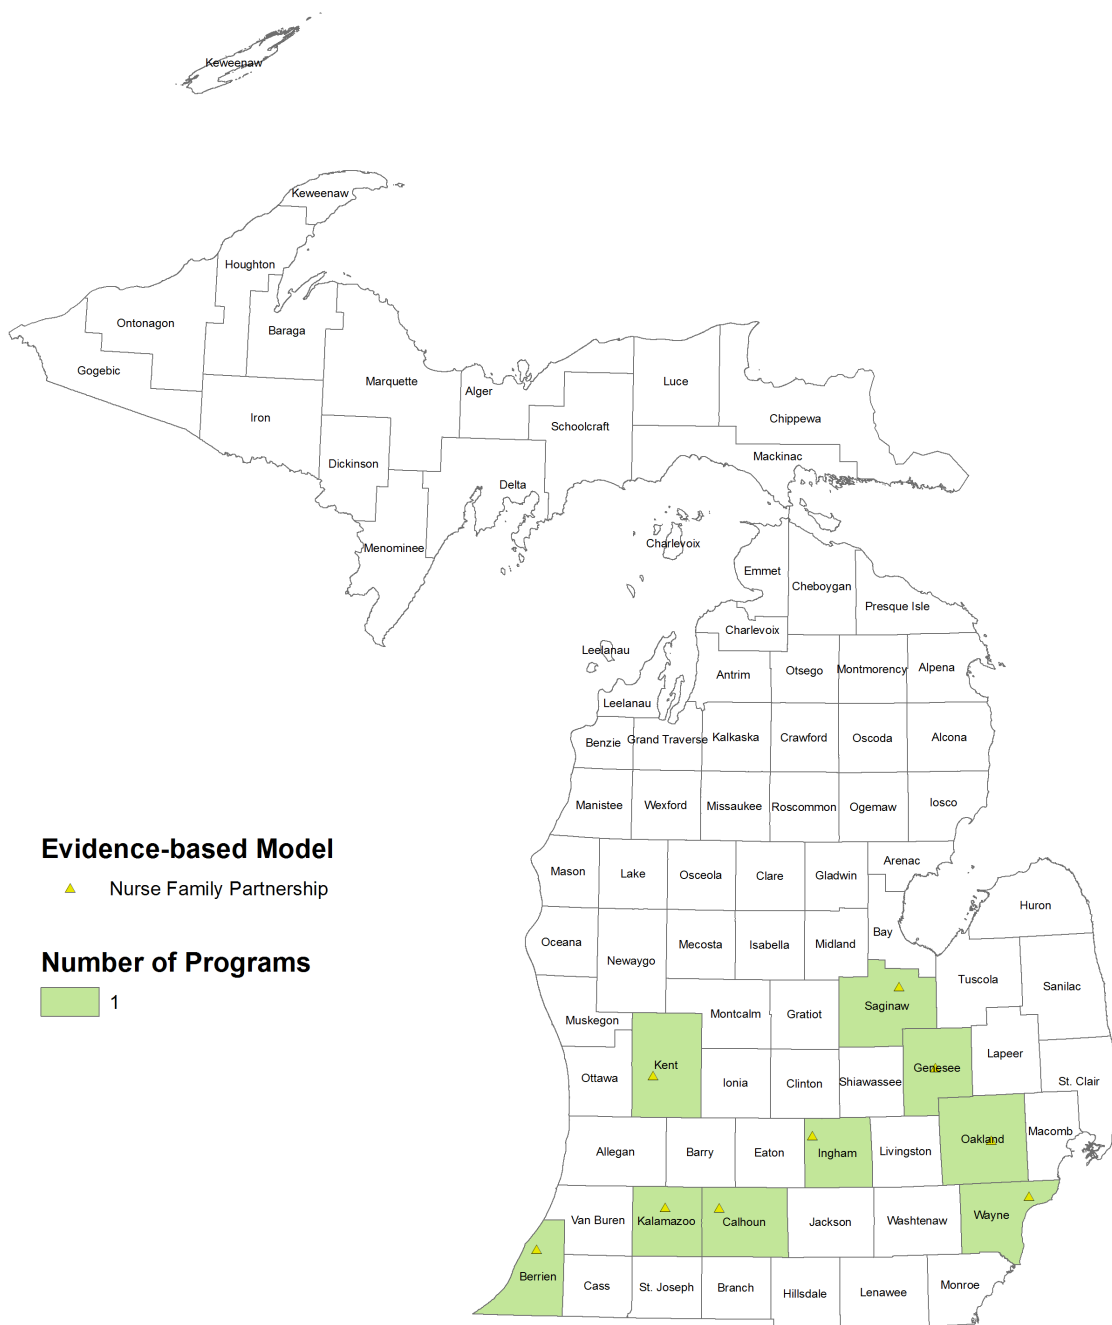 Keweenaw
Keweenaw
Houghton
Ontonagon
Baraga
Gogebic
Marquette
Alger
Luce
Iron
Schoolcraft
Chippewa
Dickinson
Mackinac
Delta
Menominee
Charlevoix
Emmet
Cheboygan
Presque Isle
Charlevoix
Leelanau
Antrim
Otsego
Montmorency
Alpena
Leelanau
Benzie
Grand Traverse
Kalkaska
Crawford
Oscoda
Alcona
Manistee
Wexford
Missaukee
Roscommon
Ogemaw
Iosco
Evidence-based Model
Nurse Family Partnership
Number of Programs
1
Mason
Lake
Osceola
Clare
Gladwin
Arenac
Huron
Oceana
Newaygo
Mecosta
Isabella
Midland
Bay
Tuscola
Sanilac
Muskegon
Montcalm
Gratiot
Saginaw
Kent
Ottawa
Ionia
Clinton
Shiawassee
Genesee
Lapeer
St. Clair
Allegan
Barry
Eaton
Ingham
Livingston
Oakland
Macomb
Van Buren
Kalamazoo
Calhoun
Jackson
Washtenaw
Wayne
Berrien
Cass
St. Joseph
Branch
Hillsdale
Lenawee
Monroe